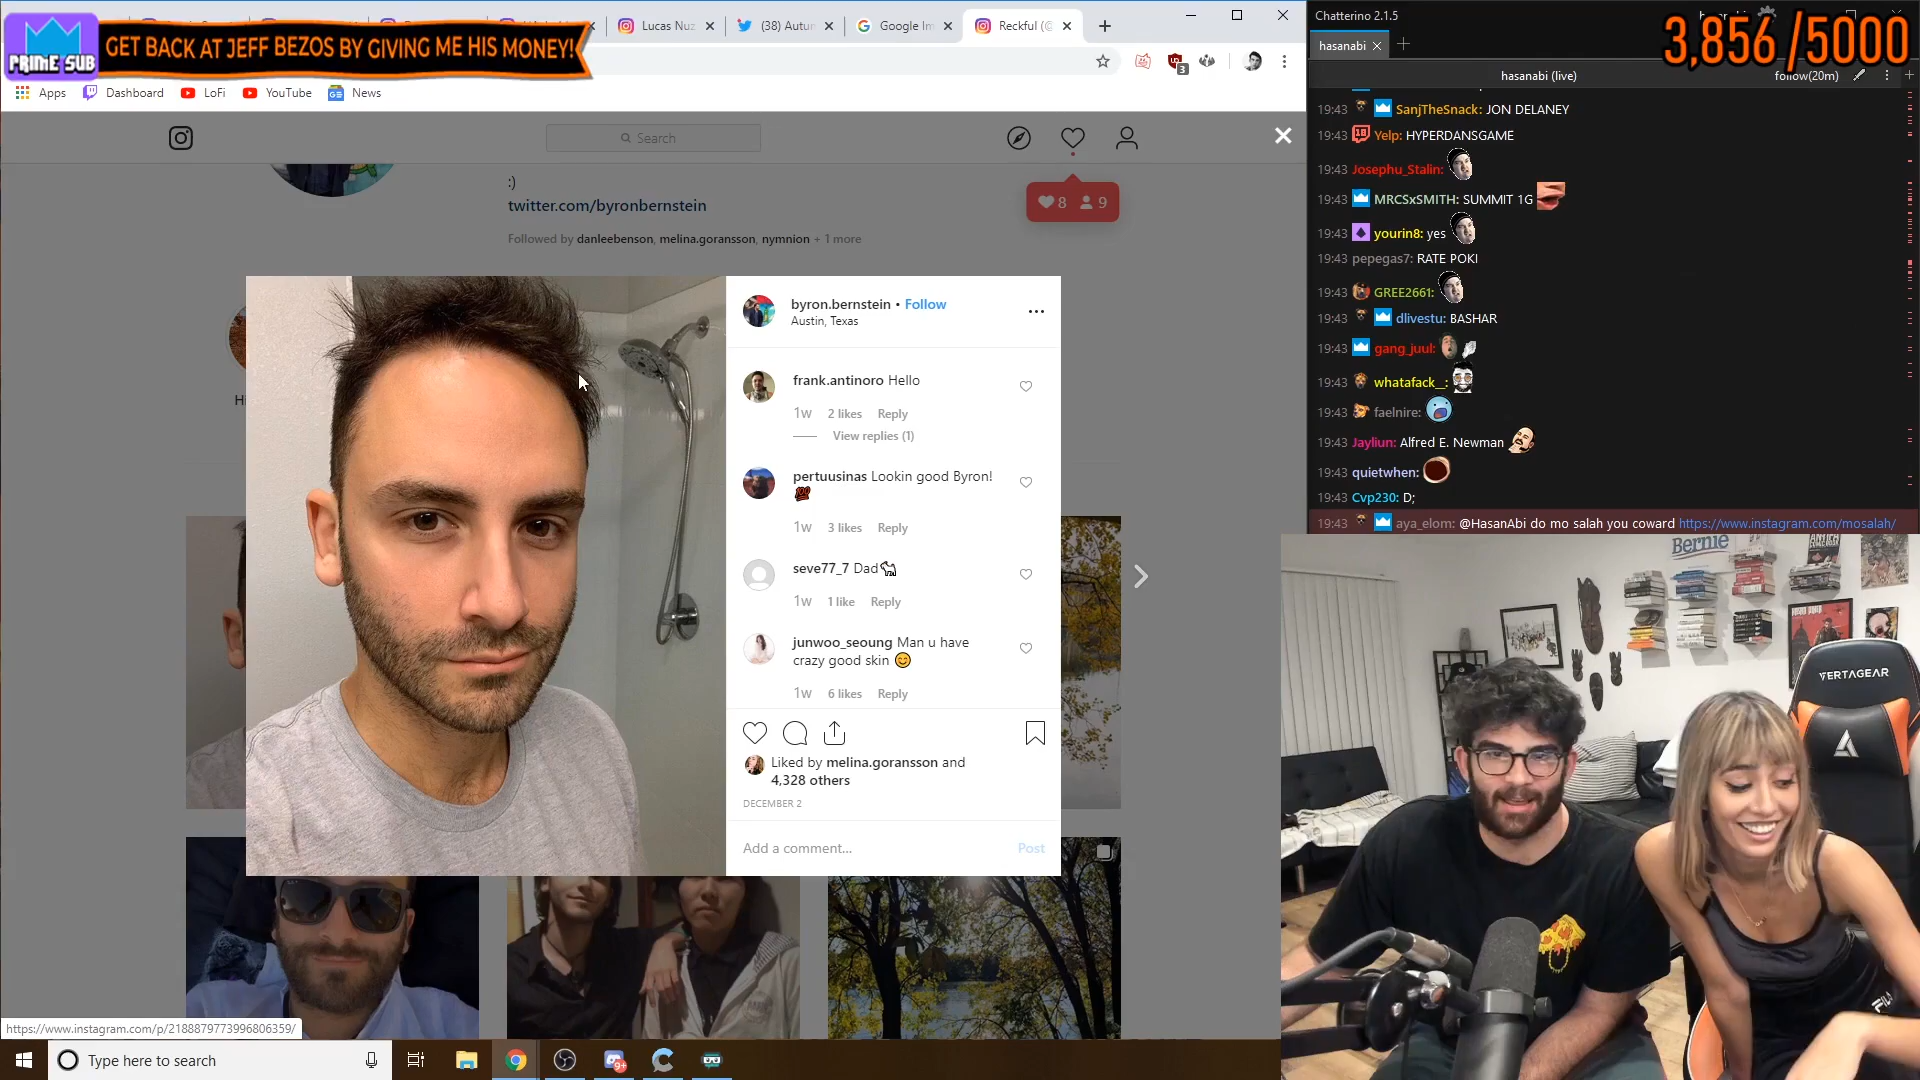 Lucas Nuz
(38) Autur
Google Im
Reckful (@
PRIME SUB
GET BACK AT JEFF BEZOS BY GIVING ME HIS MONEY!
3
Apps
Dashboard
LoFi
YouTube
News
Search
:)
twitter.com/byronbernstein
Followed by danleebenson, melina.goransson, nymnion + 1 more
8 9
Hi
byron.bernstein • Follow
Austin, Texas
frank.antinoro Hello
1w 2 likes Reply
View replies (1)
pertuusinas Lookin good Byron!
💯
1w 3 likes Reply
seve77_7 Dad🐪
1w 1 like Reply
junwoo_seoung Man u have
crazy good skin 😊
1w 6 likes Reply
Liked by melina.goransson and
4,328 others
DECEMBER 2
Add a comment... Post
https://www.instagram.com/p/2188879773996806359/
Type here to search
9+
Chatterino 2.1.5
3,856 /5000
hasanabi
hasanabi (live)
follow(20m)
19:43 SanjTheSnack: JON DELANEY
19:43 Yelp: HYPERDANSGAME
19:43 Josephu_Stalin:
19:43 MRCSxSMITH: SUMMIT 1G
19:43 yourin8: yes
19:43 pepegas7: RATE POKI
19:43 GREE2661:
19:43 dlivestu: BASHAR
19:43 gang_juul:
19:43 whatafack_:
19:43 faelnire:
19:43 Jayliun: Alfred E. Newman
19:43 quietwhen:
19:43 Cvp230: D;
19:43 aya_elom: @HasanAbi do mo salah you coward https://www.instagram.com/mosalah/
Bernie
VERTAGEAR
FILA